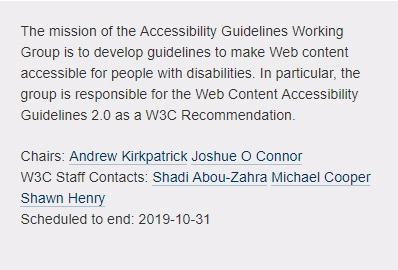 The mission of the Accessibility Guidelines Working
Group is to develop guidelines to make Web content
accessible for people with disabilities. In particular, the
group is responsible for the Web Content Accessibility
Guidelines 2.0 as a W3C Recommendation.
Chairs: Andrew Kirkpatrick Joshue O Connor
W3C Staff Contacts: Shadi Abou-Zahra Michael Cooper
Shawn Henry
Scheduled to end: 2019-10-31